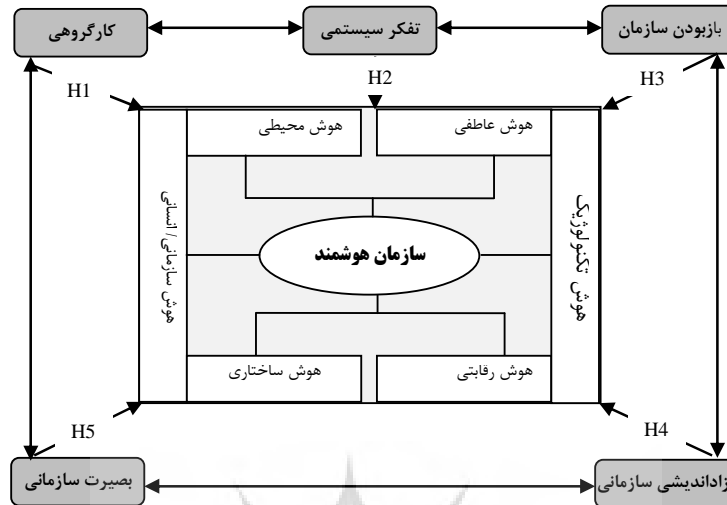 بازبودن سازمان
تفکر سیستمی
کارگروهی
H3
H2
H1
هوش عاطفی
هوش محیطی
هوش تکنولوژیک
سازمان هوشمند
هوش سازمانی/ انسانی
هوش رقابتی
هوش ساختاری
H4
H5
زاداندیشی سازمانی
بصیرت سازمانی